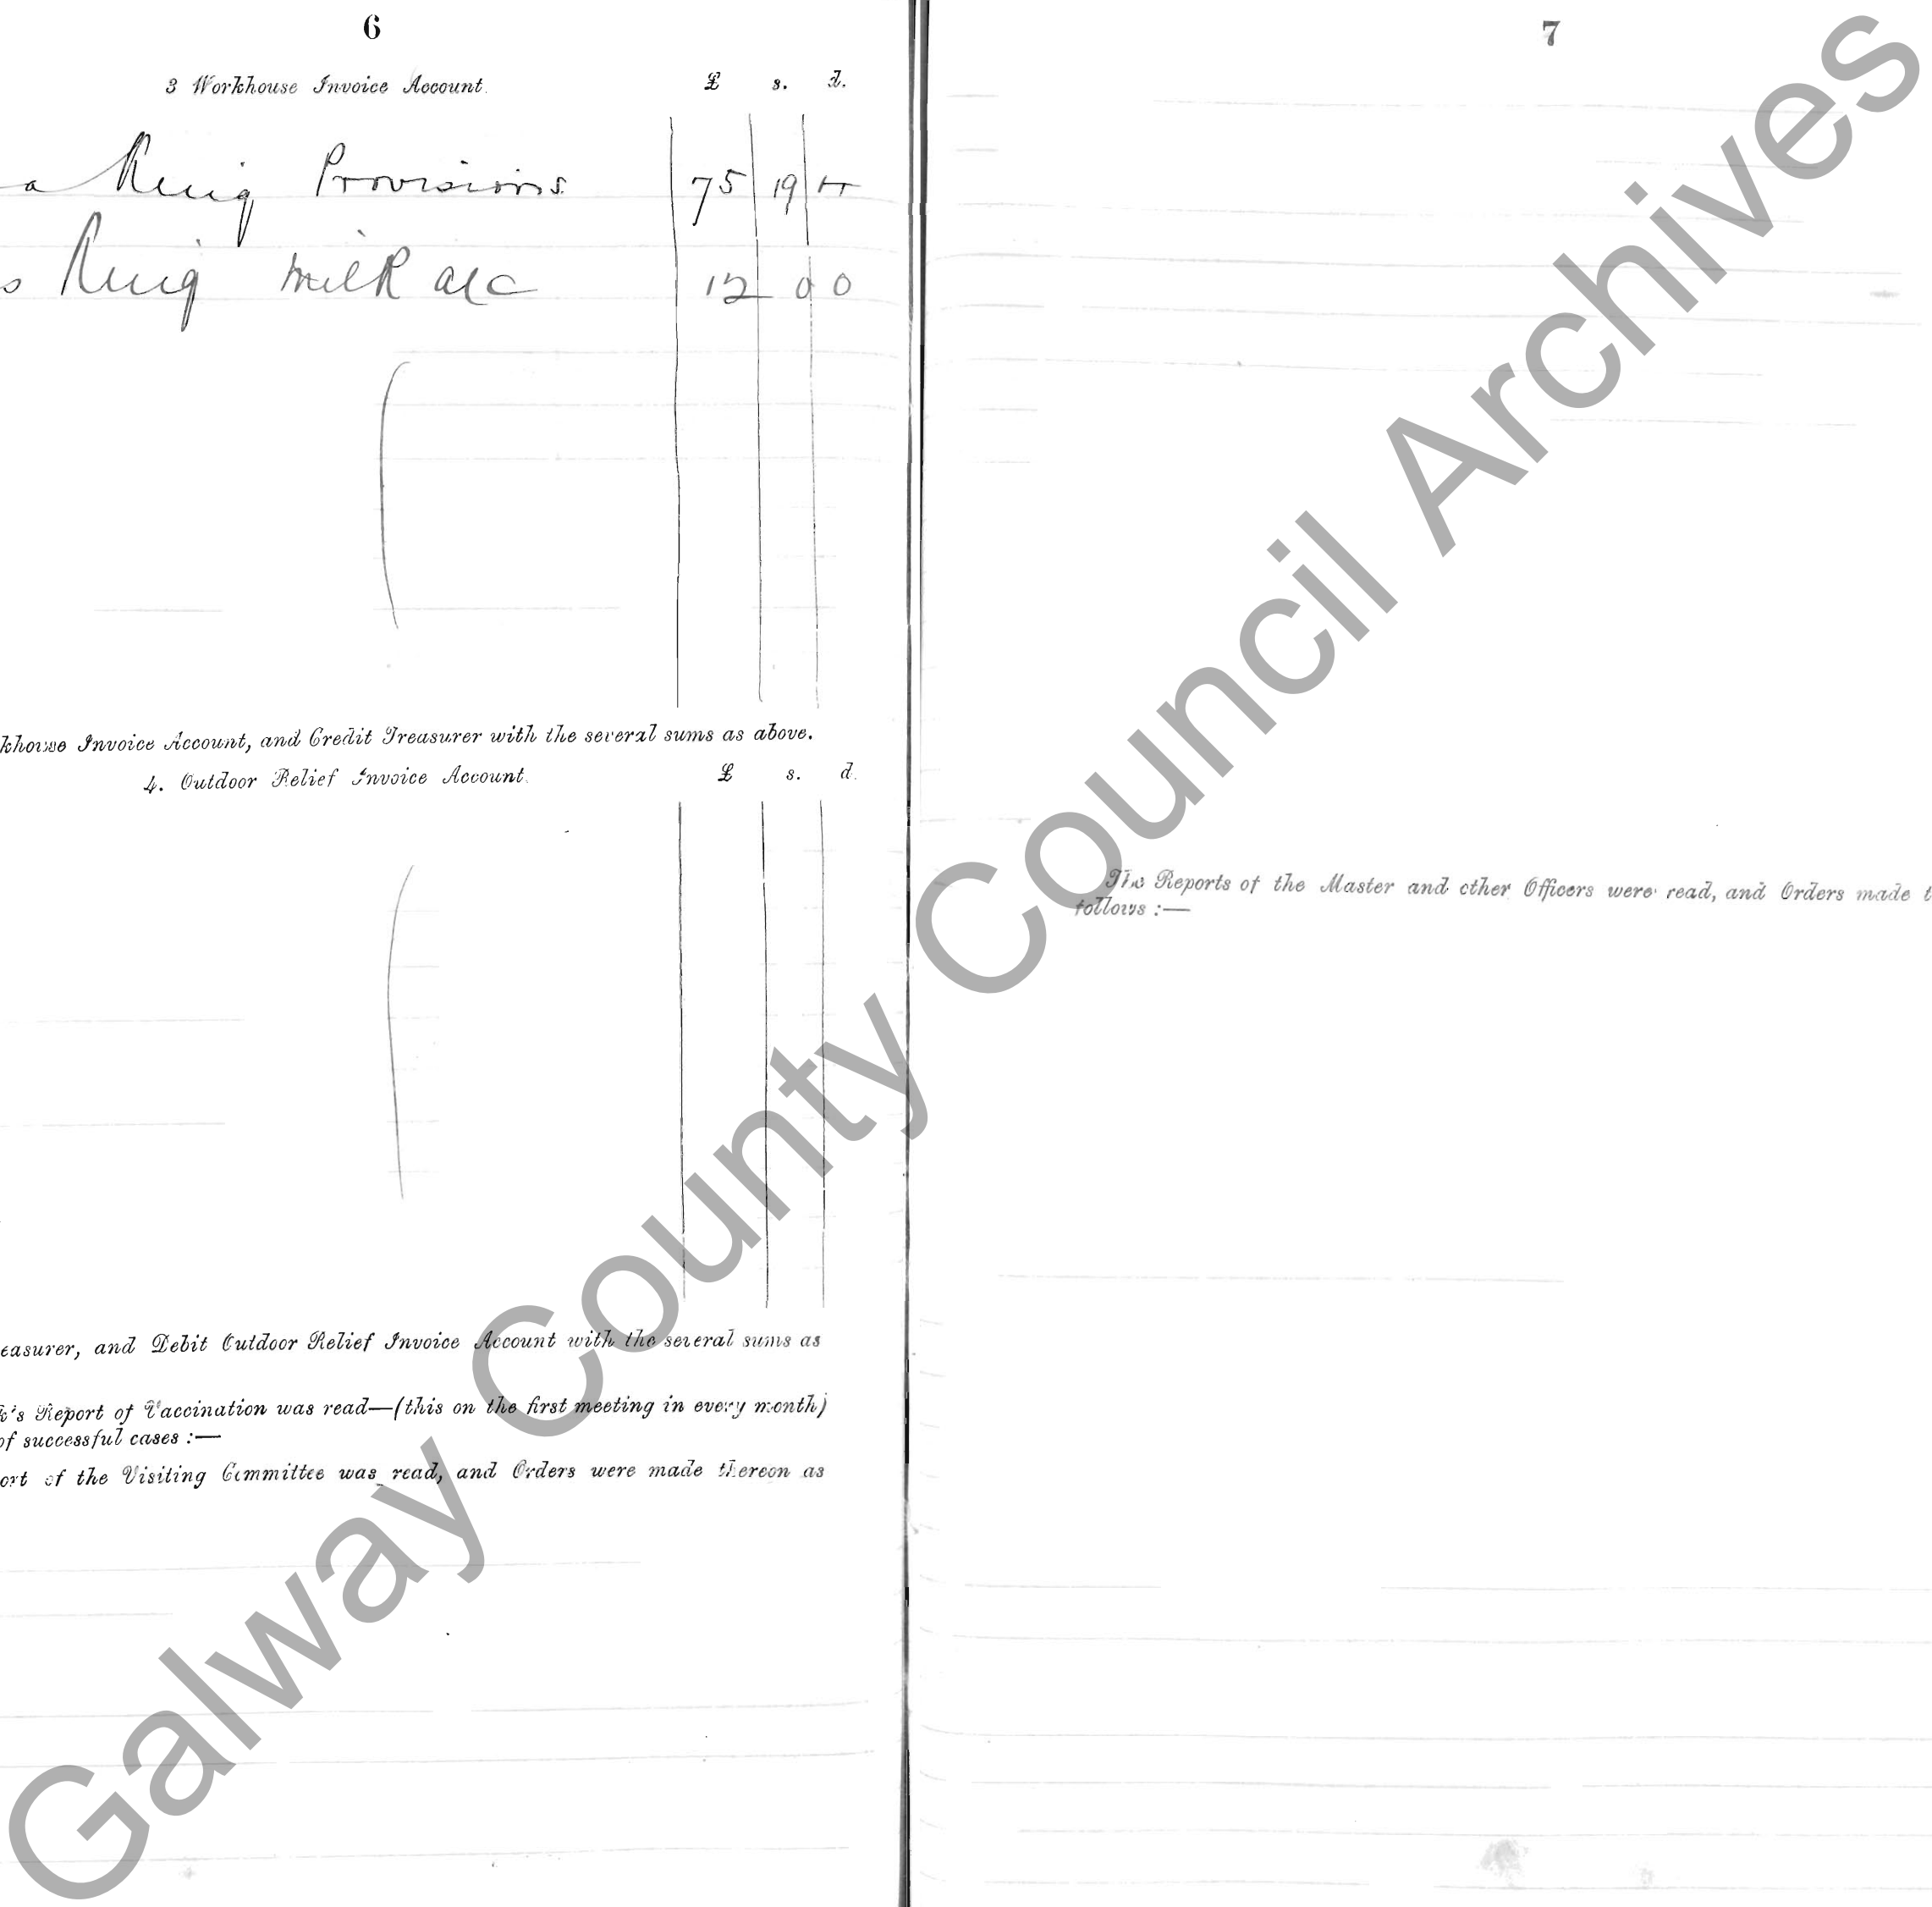 6
3 Workhouse Invoice Account. £ s. d.
a King Provisions 75 19 4
s King Milk a/c 12 0 0
khouse Invoice Account, and Credit Treasurer with the several sums as above.
4. Outdoor Relief Invoice Account. £ s. d.
easurer, and Debit Outdoor Relief Invoice Account with the several sums as
k's Report of Vaccination was read—(this on the first meeting in every month)
of successful cases :—
ort of the Visiting Committee was read, and Orders were made thereon as
7
The Reports of the Master and other Officers were read, and Orders made t
follows :—
Galway County Council Archives